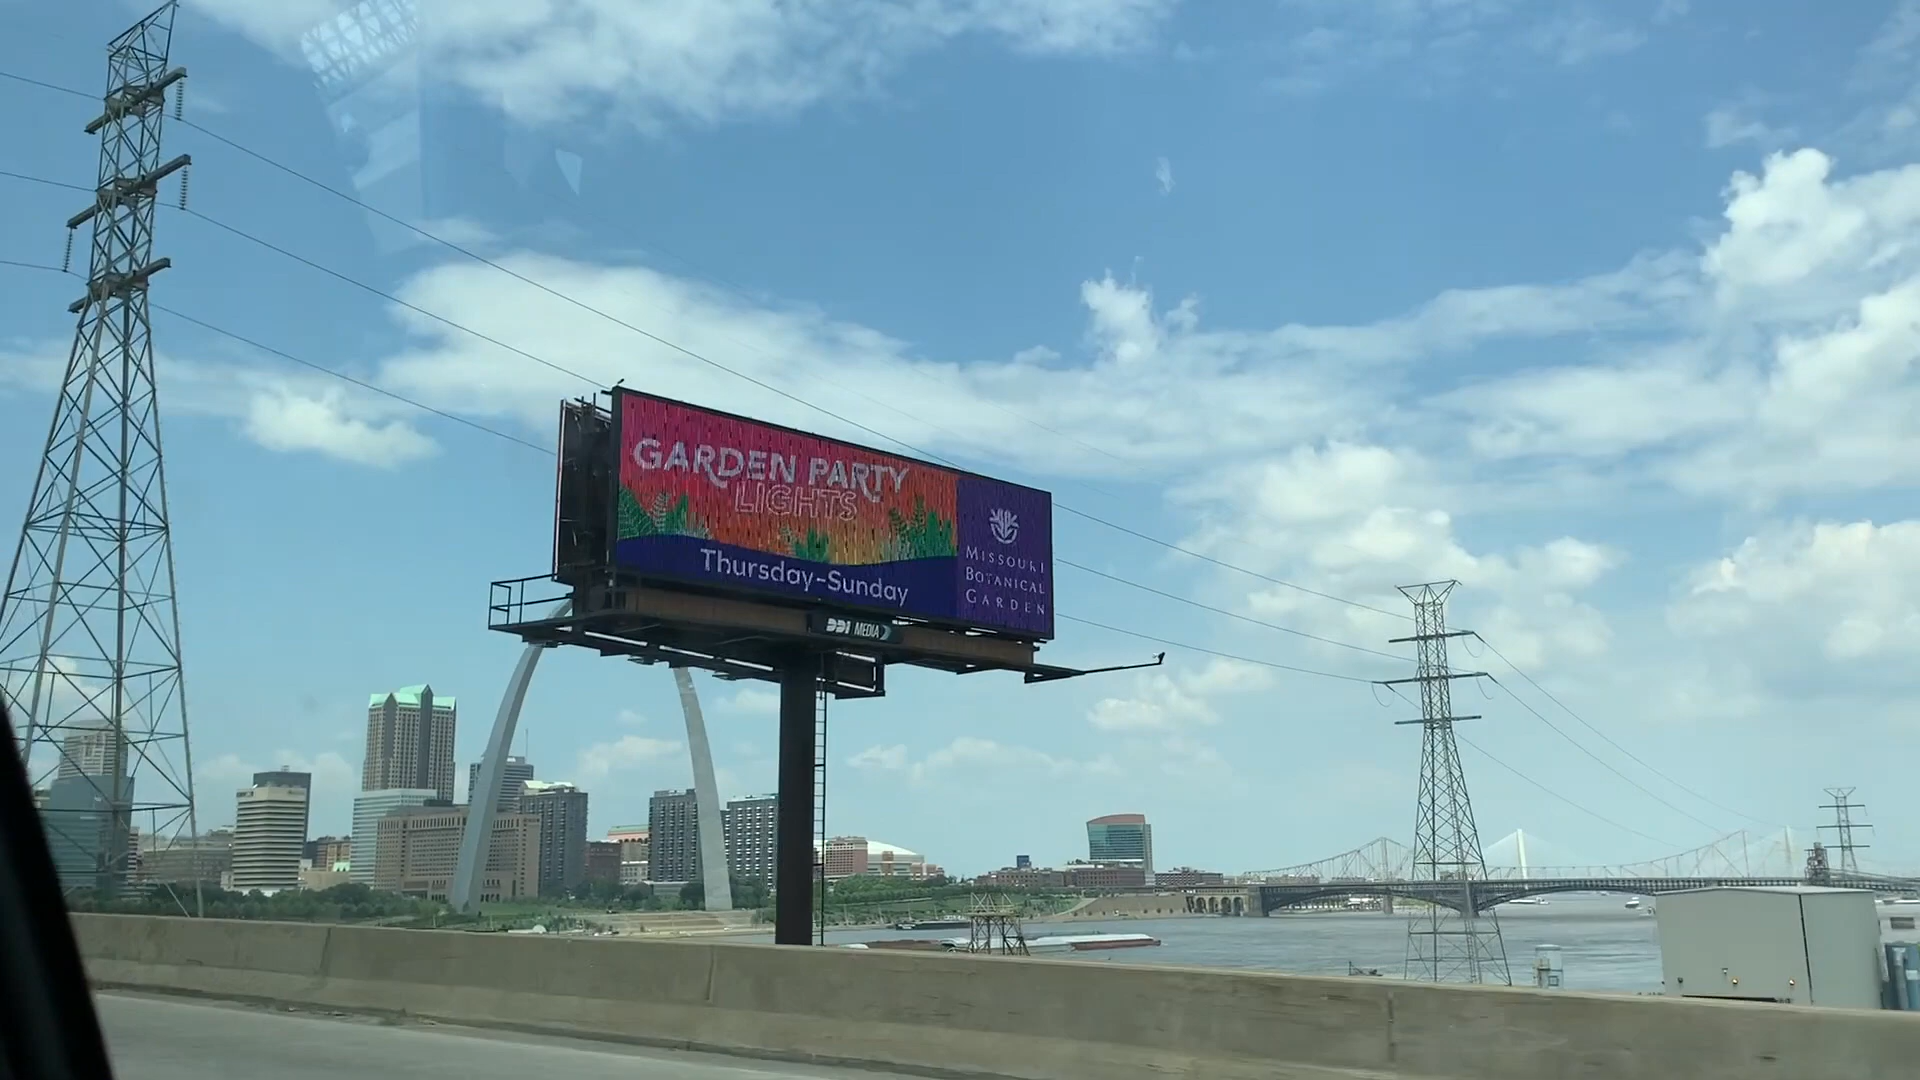 GARDEN PARTY
LIGHTS
Thursday-Sunday
MISSOURI
BOTANICAL
GARDEN
DDI MEDIA